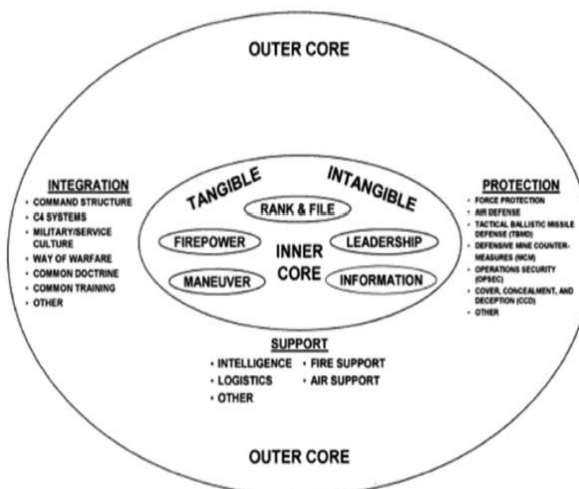 OUTER CORE
INTEGRATION
• COMMAND STRUCTURE
• C4 SYSTEMS
• MILITARY/SERVICE
CULTURE
• WAY OF WARFARE
• COMMON DOCTRINE
• COMMON TRAINING
• OTHER
TANGIBLE
INTANGIBLE
RANK & FILE
FIREPOWER
LEADERSHIP
INNER
CORE
MANEUVER
INFORMATION
PROTECTION
• FORCE PROTECTION
• AIR DEFENSE
• TACTICAL BALLISTIC MISSILE
DEFENSE (TBMD)
• DEFENSIVE MINE COUNTER-
MEASURES (MCM)
• OPERATIONS SECURITY
(OPSEC)
• COVER, CONCEALMENT, AND
DECEPTION (CCD)
• OTHER
SUPPORT
• INTELLIGENCE • FIRE SUPPORT
• LOGISTICS • AIR SUPPORT
• OTHER
OUTER CORE